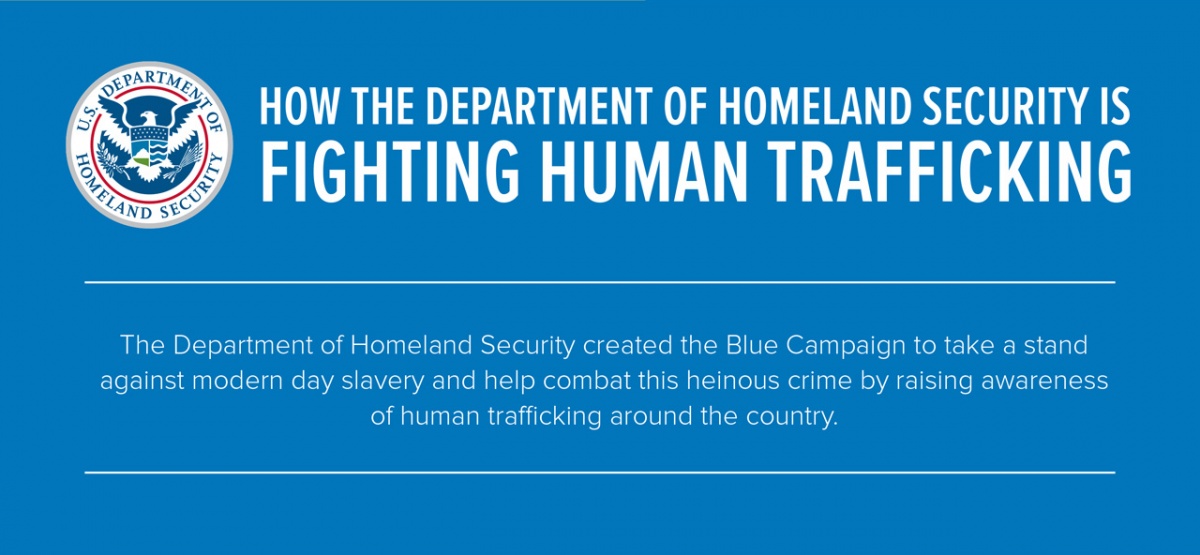 U.S. DEPARTMENT OF
HOMELAND SECURITY
HOW THE DEPARTMENT OF HOMELAND SECURITY IS
FIGHTING HUMAN TRAFFICKING
The Department of Homeland Security created the Blue Campaign to take a stand
against modern day slavery and help combat this heinous crime by raising awareness
of human trafficking around the country.